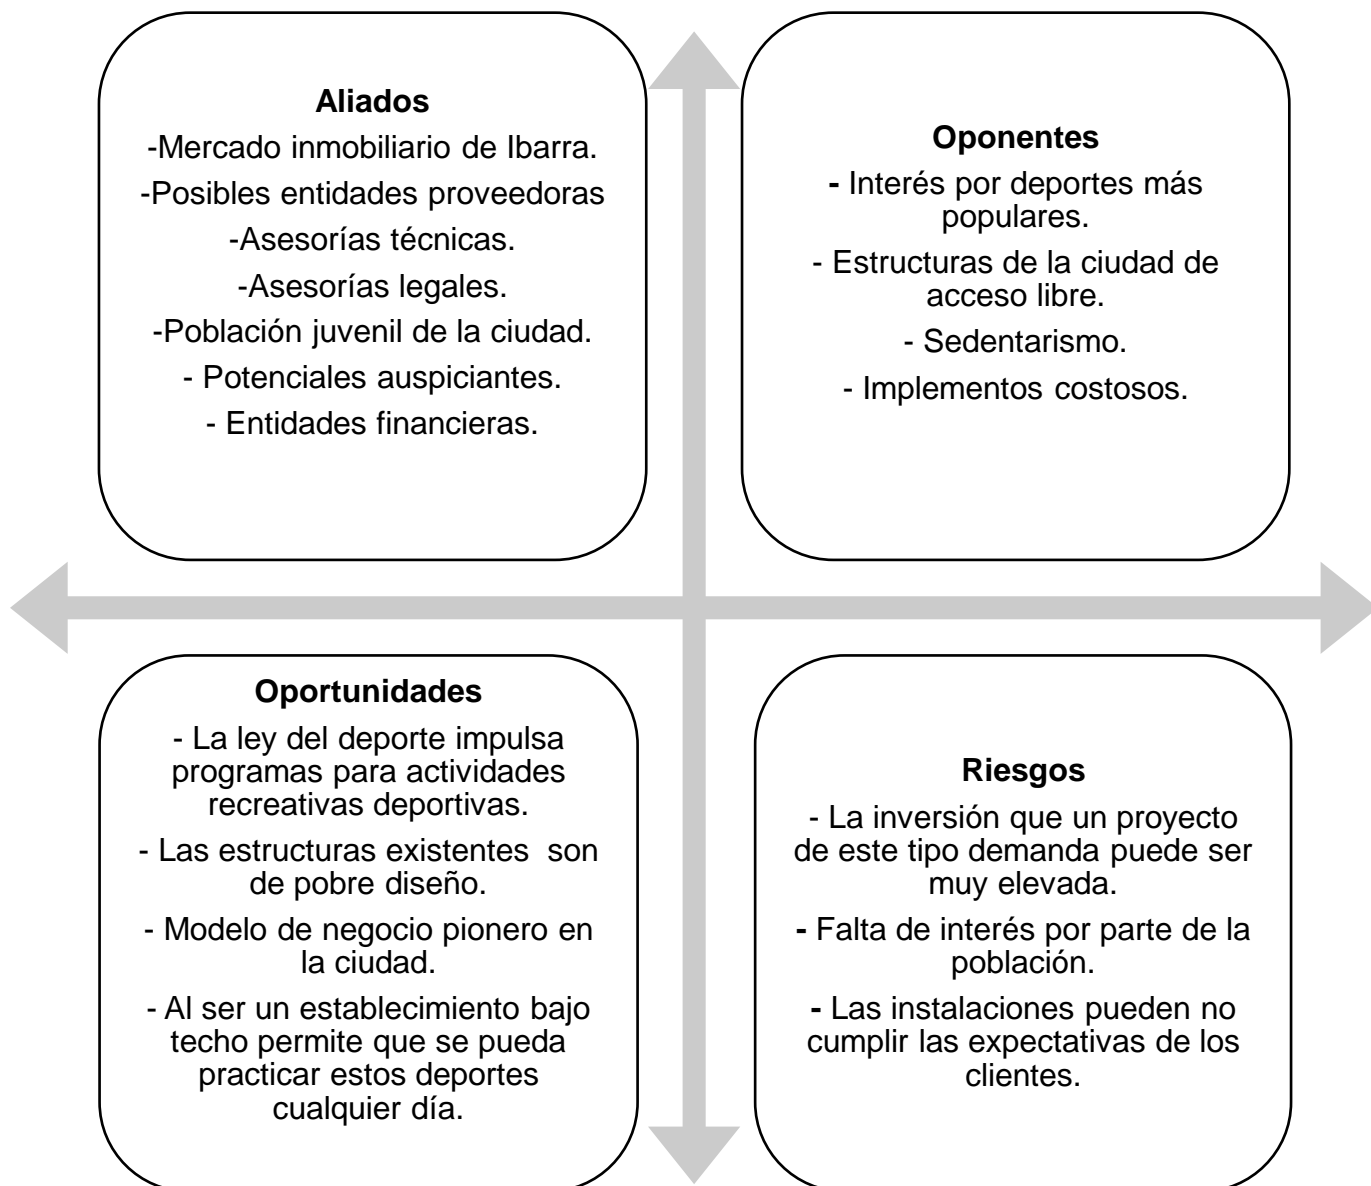 Aliados
-Mercado inmobiliario de Ibarra.
-Posibles entidades proveedoras
-Asesorías técnicas.
-Asesorías legales.
-Población juvenil de la ciudad.
- Potenciales auspiciantes.
- Entidades financieras.
Oponentes
- Interés por deportes más
populares.
- Estructuras de la ciudad de
acceso libre.
- Sedentarismo.
- Implementos costosos.
Oportunidades
- La ley del deporte impulsa
programas para actividades
recreativas deportivas.
- Las estructuras existentes  son
de pobre diseño.
- Modelo de negocio pionero en
la ciudad.
- Al ser un establecimiento bajo
techo permite que se pueda
practicar estos deportes
cualquier día.
Riesgos
- La inversión que un proyecto
de este tipo demanda puede ser
muy elevada.
- Falta de interés por parte de la
población.
- Las instalaciones pueden no
cumplir las expectativas de los
clientes.